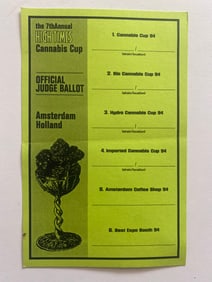 the 7thAnnual
HIGH TIMES
Cannabis Cup
OFFICIAL
JUDGE BALLOT
Amsterdam
Holland
1. Cannabis Cup 94
/
2. Bio Cannabis Cup 94
/
3. Hydro Cannabis Cup 94
/
4. Imported Cannabis Cup 94
/
5. Amsterdam Coffee Shop 94
6. Best Expo Booth 94